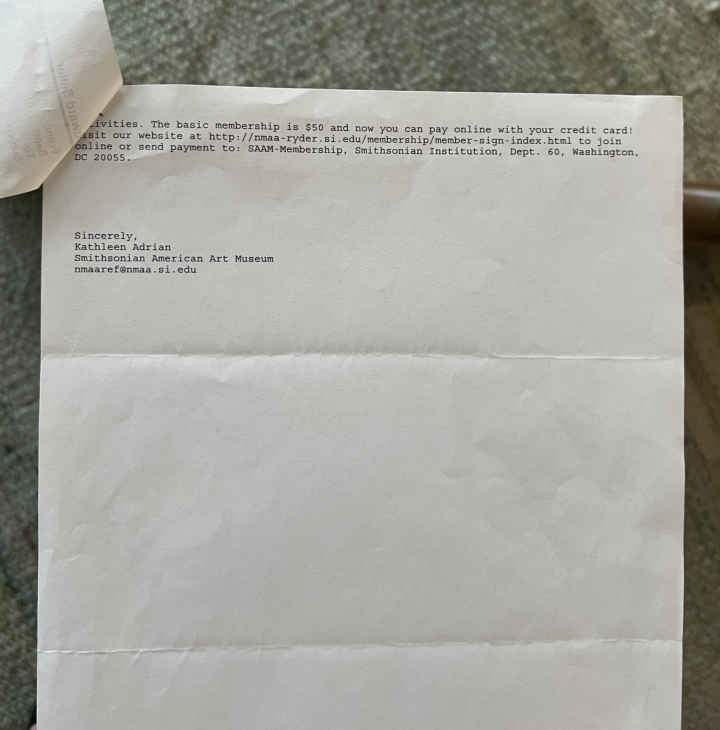 ivities. The basic membership is $50 and now you can pay online with your credit card!
isit our website at http://nmaa-ryder.si.edu/membership/member-sign-index.html to join
online or send payment to: SAAM-Membership, Smithsonian Institution, Dept. 60, Washington,
DC 20055.
Sincerely,
Kathleen Adrian
Smithsonian American Art Museum
nmaaref@nmaa.si.edu